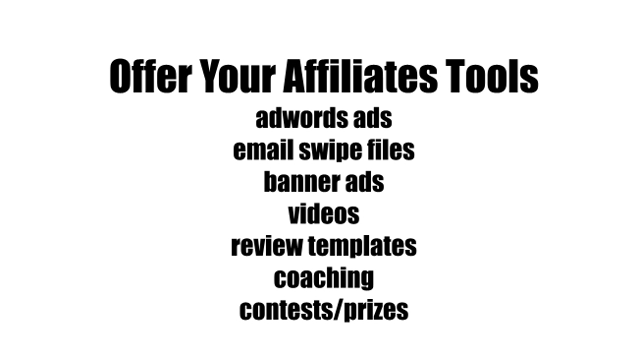 Offer Your Affiliates Tools
adwords ads
email swipe files
banner ads
videos
review templates
coaching
contests/prizes